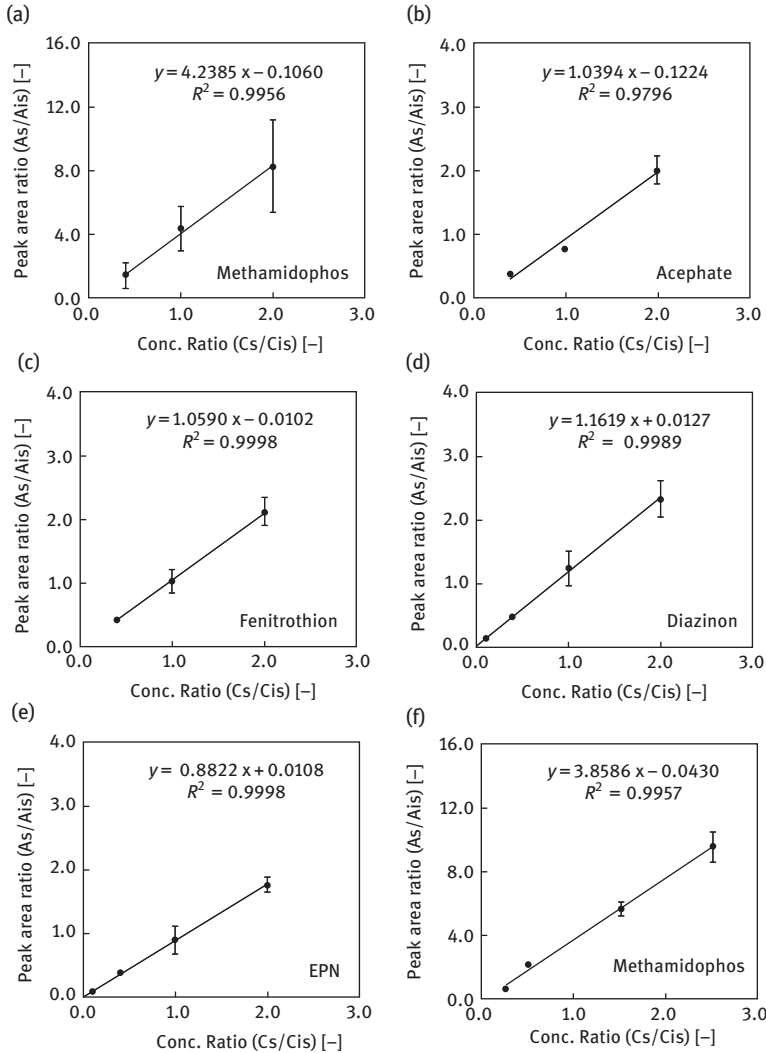 (a)
Peak area ratio (As/Ais) [–]
16.0
12.0
8.0
4.0
0.0
y = 4.2385 x – 0.1060
R² = 0.9956
Methamidophos
0.0 1.0 2.0 3.0
Conc. Ratio (Cs/Cis) [–]
(b)
Peak area ratio (As/Ais) [–]
4.0
3.0
2.0
1.0
0.0
y = 1.0394 x – 0.1224
R² = 0.9796
Acephate
0.0 1.0 2.0 3.0
Conc. Ratio (Cs/Cis) [–]
(c)
Peak area ratio (As/Ais) [–]
4.0
3.0
2.0
1.0
0.0
y = 1.0590 x – 0.0102
R² = 0.9998
Fenitrothion
0.0 1.0 2.0 3.0
Conc. Ratio (Cs/Cis) [–]
(d)
Peak area ratio (As/Ais) [–]
4.0
3.0
2.0
1.0
0.0
y = 1.1619 x + 0.0127
R² = 0.9989
Diazinon
0.0 1.0 2.0 3.0
Conc. Ratio (Cs/Cis) [–]
(e)
Peak area ratio (As/Ais) [–]
4.0
3.0
2.0
1.0
0.0
y = 0.8822 x + 0.0108
R² = 0.9998
EPN
0.0 1.0 2.0 3.0
Conc. Ratio (Cs/Cis) [–]
(f)
Peak area ratio (As/Ais) [–]
16.0
12.0
8.0
4.0
0.0
y = 3.8586 x – 0.0430
R² = 0.9957
Methamidophos
0.0 1.0 2.0 3.0
Conc. Ratio (Cs/Cis) [–]